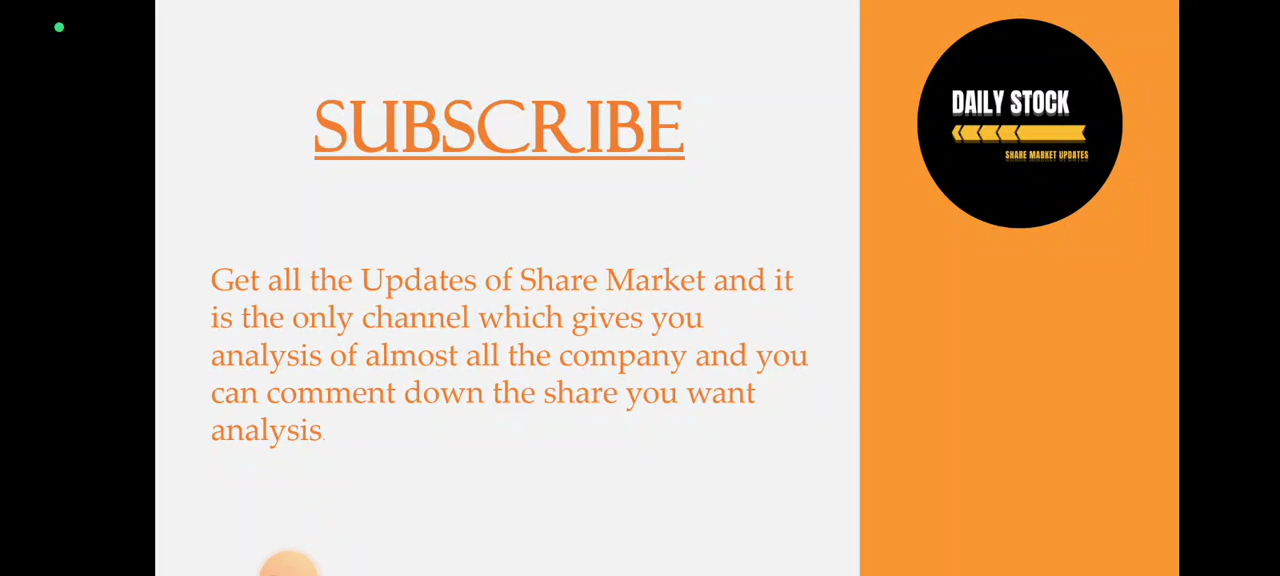 SUBSCRIBE
DAILY STOCK
SHARE MARKET UPDATES
Get all the Updates of Share Market and it
is the only channel which gives you
analysis of almost all the company and you
can comment down the share you want
analysis.